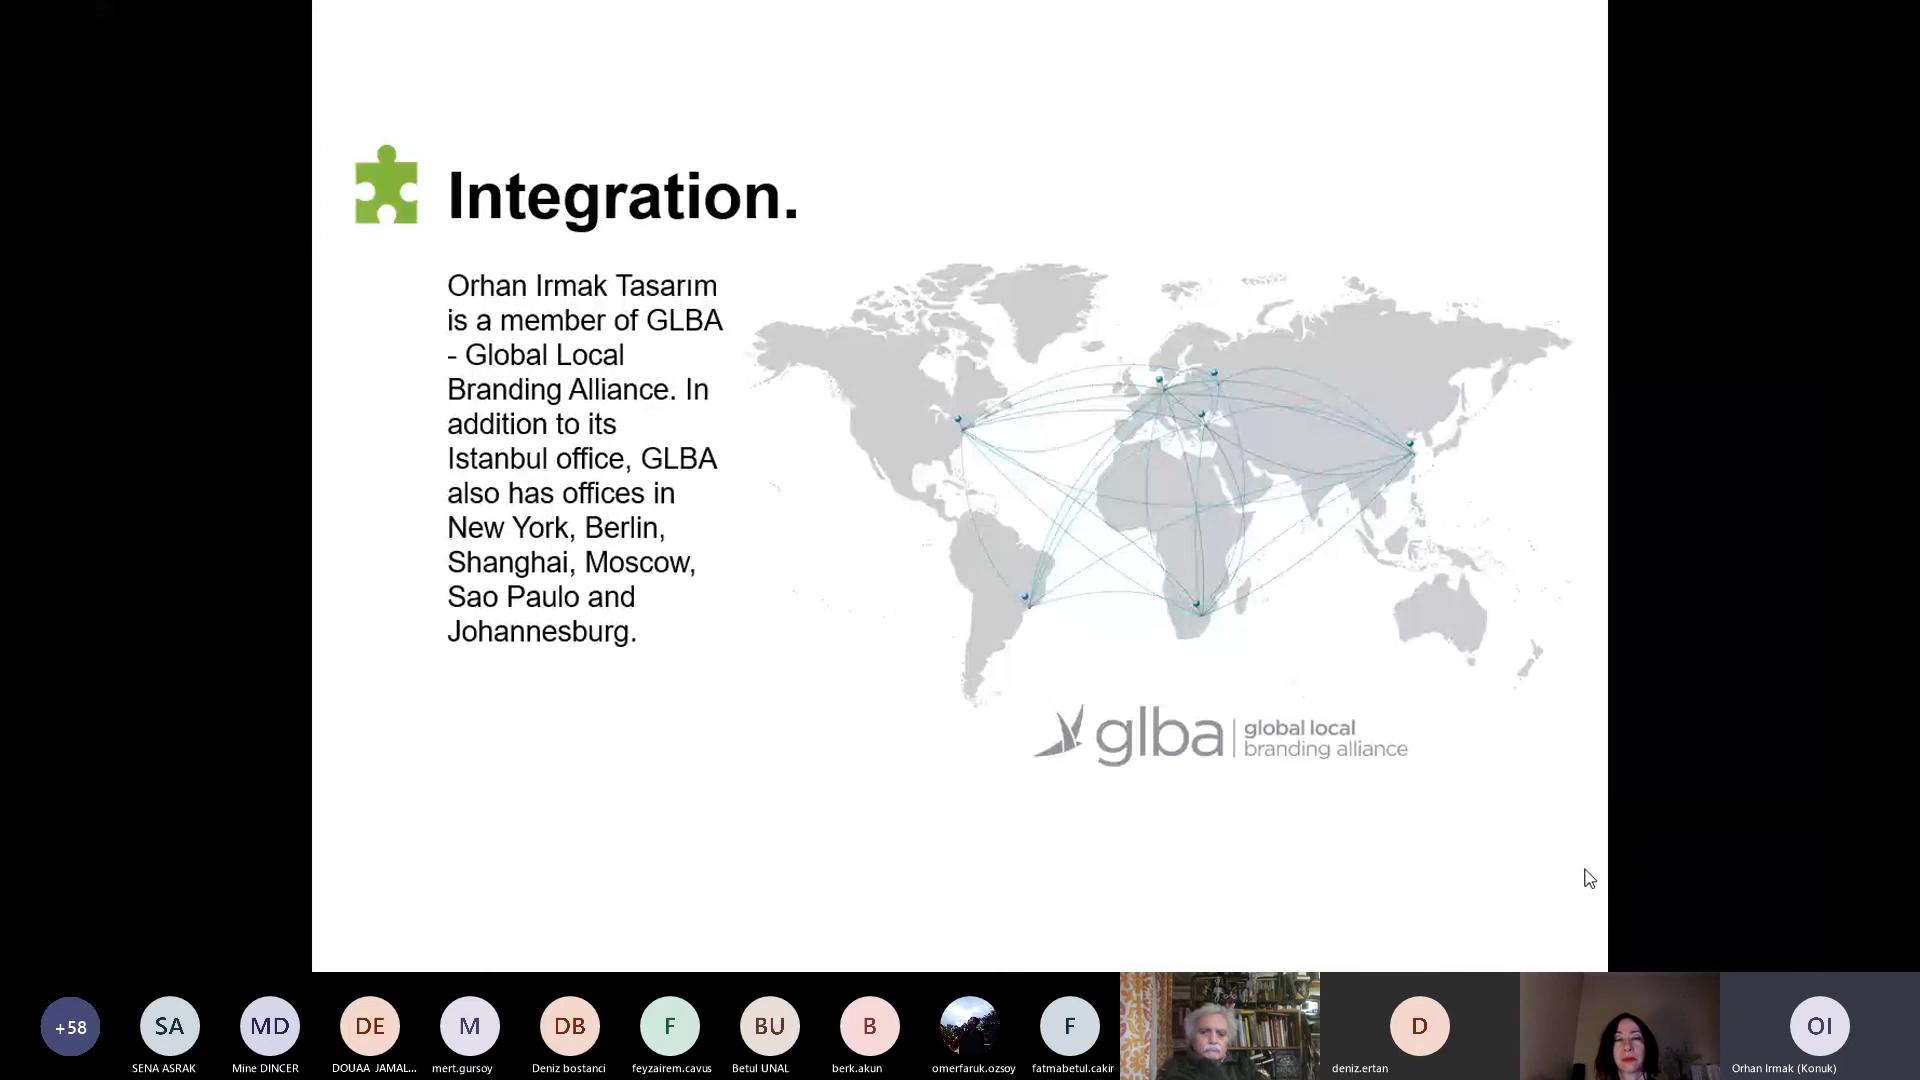 Integration.
Orhan Irmak Tasarım
is a member of GLBA
- Global Local
Branding Alliance. In
addition to its
Istanbul office, GLBA
also has offices in
New York, Berlin,
Shanghai, Moscow,
Sao Paulo and
Johannesburg.
glba
global local
branding alliance
+58
SA
MD
DE
M
DB
F
BU
B
F
D
OI
SENA ASRAK
Mine DINCER
DOUAA JAMAL...
mert.gursoy
Deniz bostanci
feyzairem.cavus
Betul UNAL
berk.akun
omerfaruk.ozsoy
fatmabetul.cakir
deniz.ertan
Orhan Irmak (Konuk)